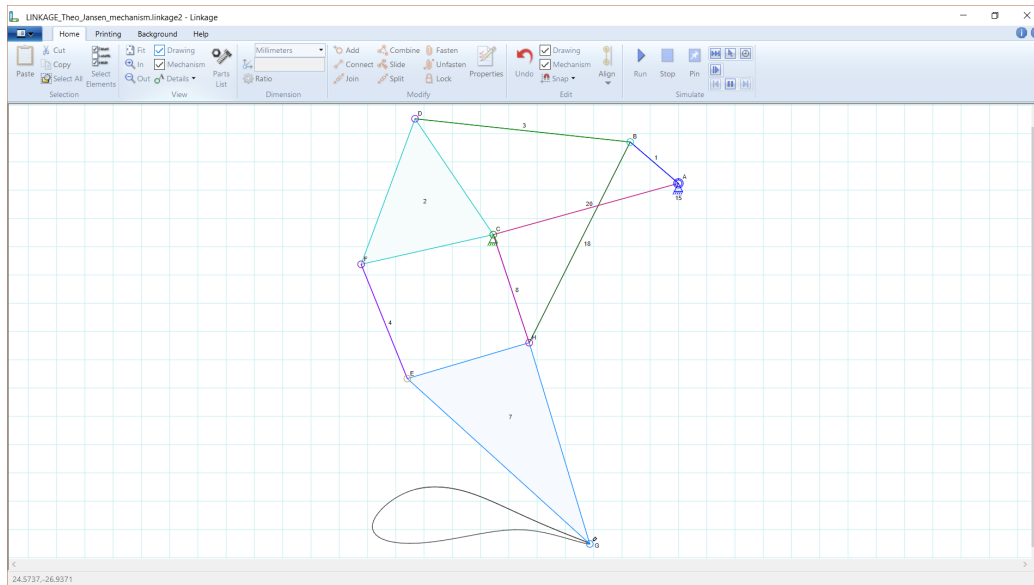 LINKAGE_Theo_Jansen_mechanism.linkage2 - Linkage
Home Printing Background Help
Cut Fit Drawing Millimeters Add Combine Fasten Drawing
Copy In Mechanism Connect Slide Unfasten Mechanism
Paste Select All Select Elements Out Details Parts List Ratio Join Split Lock Properties Undo Snap Align Run Stop Pin
Selection View Dimension Modify Edit Simulate
D
3
B
1
A
15
2
20
C
18
F
8
4
H
E
7
G
24.5737,-26.9371